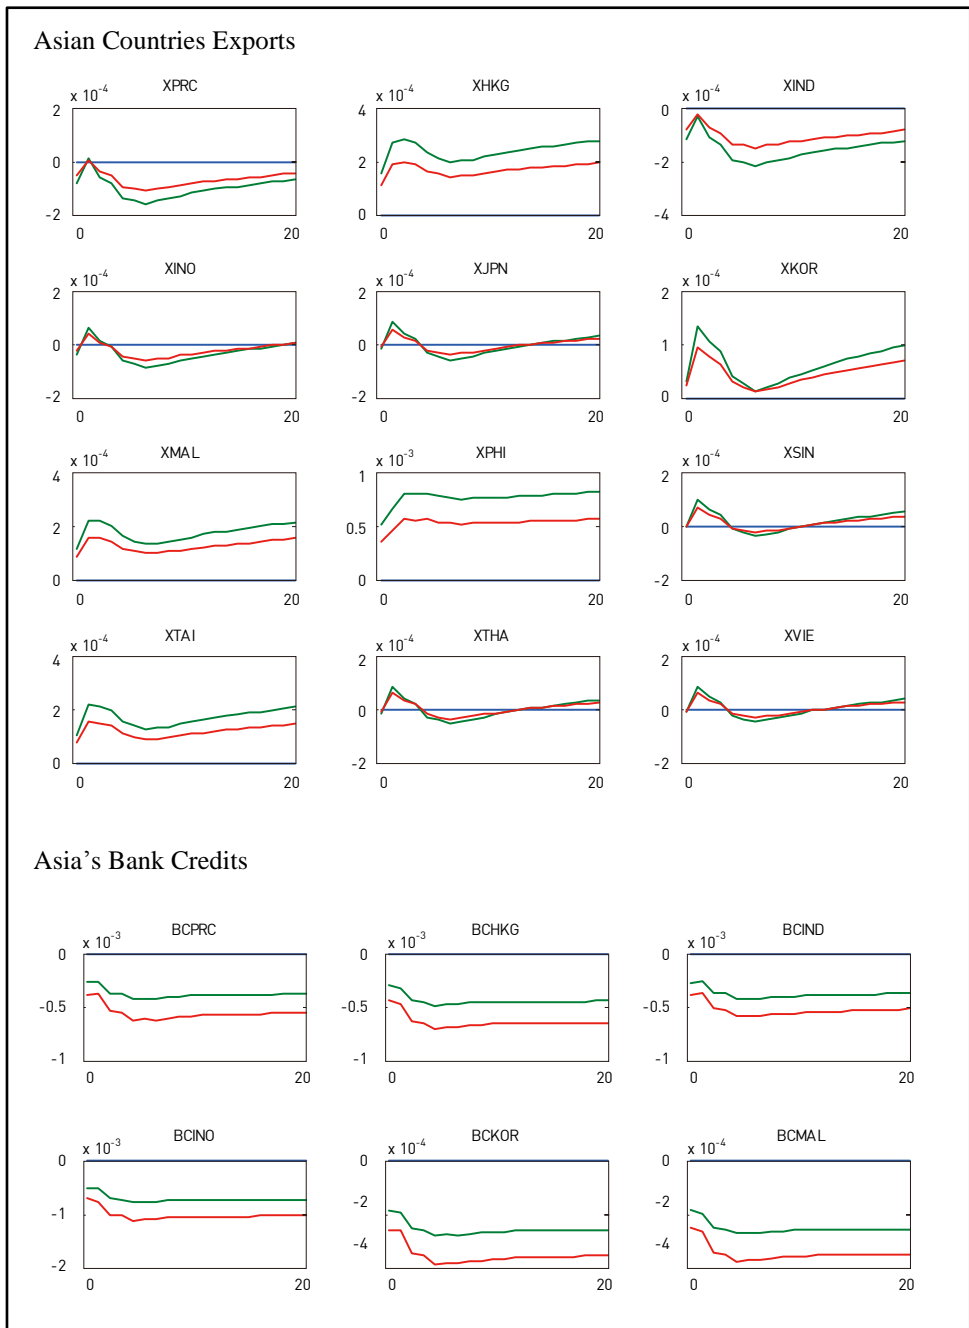 Asian Countries Exports
XPRC XHKG XIND
x 10-4 x 10-4 x 10-4
2 4 0
0 2 -2
-2 0 -4
0 20 0 20 0 20
XINO XJPN XKOR
x 10-4 x 10-4 x 10-4
2 2 2
0 0 1
-2 -2 0
0 20 0 20 0 20
XMAL XPHI XSIN
x 10-4 x 10-3 x 10-4
4 1 2
2 0.5 0
0 0 -2
0 20 0 20 0 20
XTAI XTHA XVIE
x 10-4 x 10-4 x 10-4
4 2 2
2 0 0
0 -2 -2
0 20 0 20 0 20
Asia’s Bank Credits
BCPRC BCHKG BCIND
x 10-3 x 10-3 x 10-3
0 0 0
-0.5 -0.5 -0.5
-1 -1 -1
0 20 0 20 0 20
BCINO BCKOR BCMAL
x 10-3 x 10-4 x 10-4
0 0 0
-1 -2 -2
-2 -4 -4
0 20 0 20 0 20